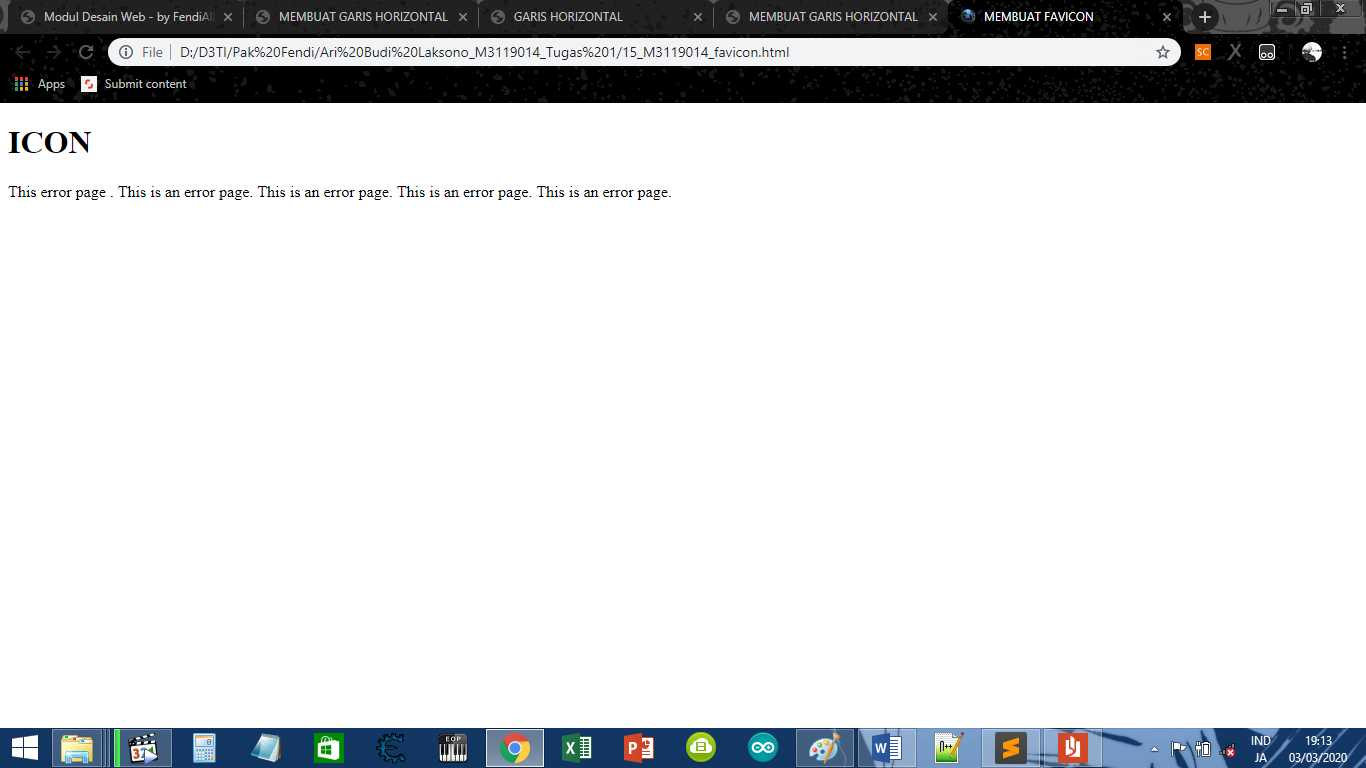 Modul Desain Web - by FendiAl
MEMBUAT GARIS HORIZONTAL
GARIS HORIZONTAL
MEMBUAT GARIS HORIZONTAL
MEMBUAT FAVICON
File
D:/D3TI/Pak%20Fendi/Ari%20Budi%20Laksono_M3119014_Tugas%201/15_M3119014_favicon.html
SC
Apps
Submit content
ICON
This error page . This is an error page. This is an error page. This is an error page. This is an error page.
EOP
IND
JA
19:13
03/03/2020